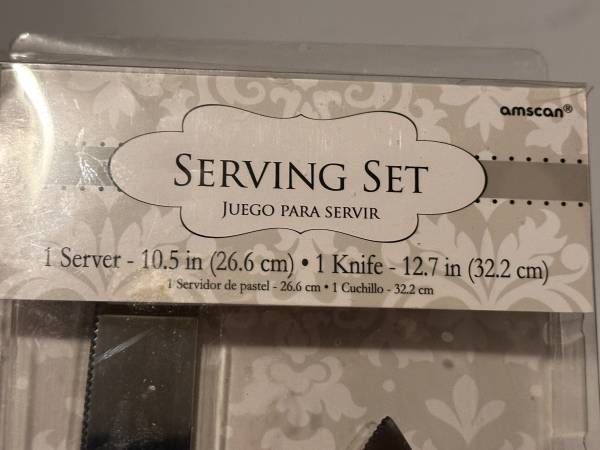 amscan®
SERVING SET
JUEGO PARA SERVIR
1 Server - 10.5 in (26.6 cm) • 1 Knife - 12.7 in (32.2 cm)
1 Servidor de pastel - 26.6 cm • 1 Cuchillo - 32.2 cm